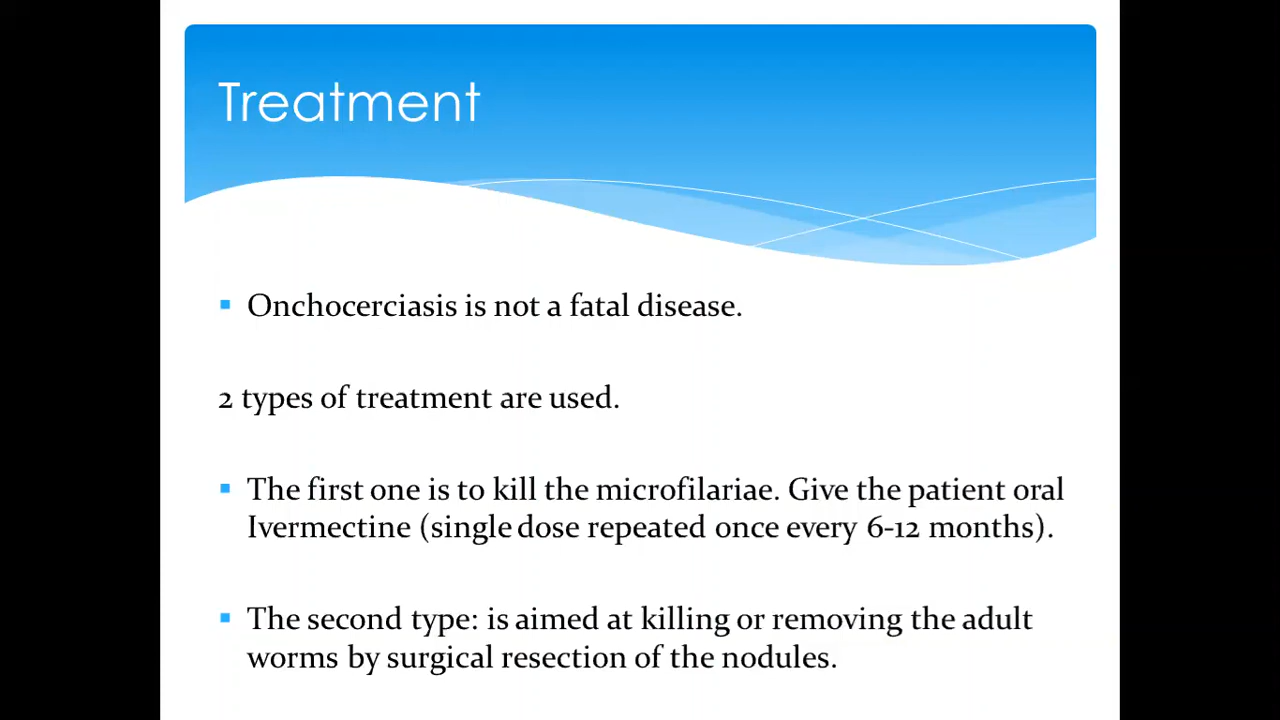 Treatment
Onchocerciasis is not a fatal disease.
2 types of treatment are used.
The first one is to kill the microfilariae. Give the patient oral
Ivermectine (single dose repeated once every 6-12 months).
The second type: is aimed at killing or removing the adult
worms by surgical resection of the nodules.